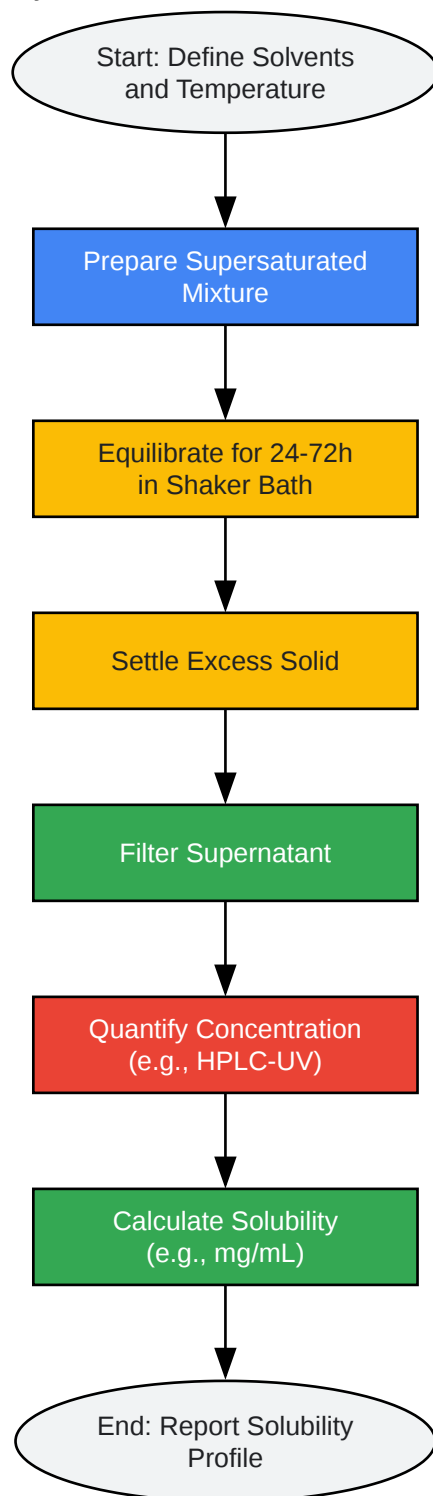 Start: Define Solvents
and Temperature
Prepare Supersaturated
Mixture
Equilibrate for 24-72h
in Shaker Bath
Settle Excess Solid
Filter Supernatant
Quantify Concentration
(e.g., HPLC-UV)
Calculate Solubility
(e.g., mg/mL)
End: Report Solubility
Profile